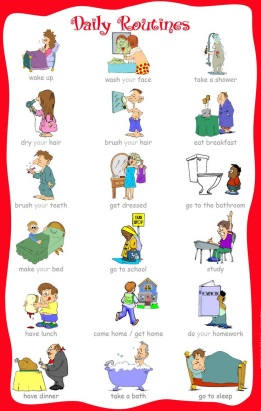 Daily Routines
wake up
wash your face
take a shower
dry your hair
brush your hair
eat breakfast
brush your teeth
get dressed
go to the bathroom
make your bed
go to school
study
have lunch
come home / get home
do your homework
have dinner
take a bath
go to sleep